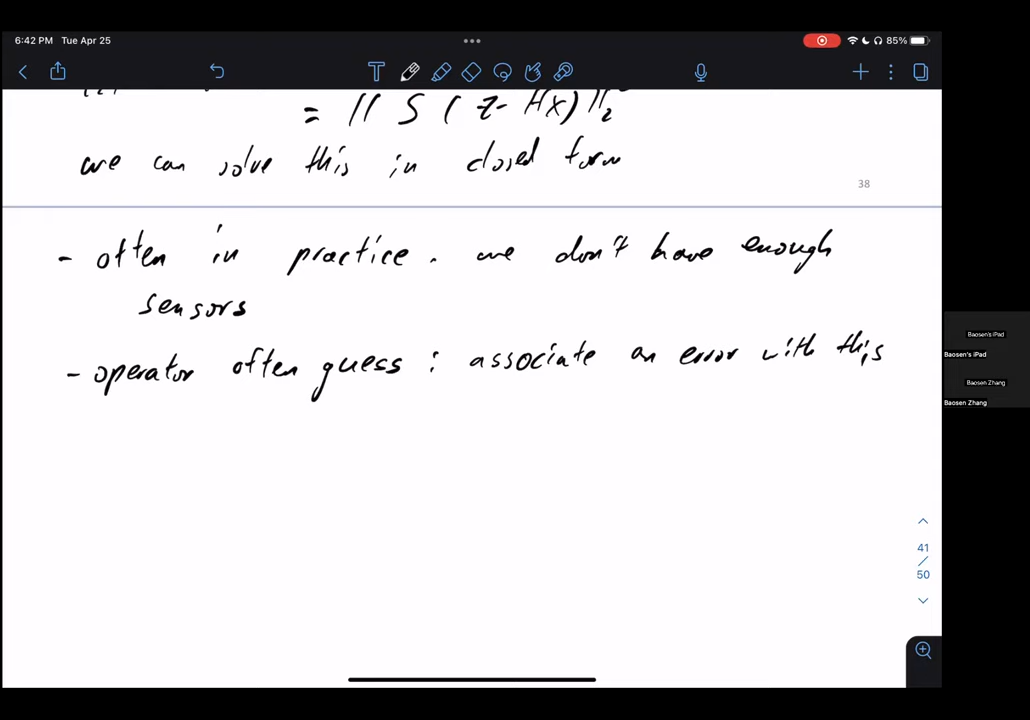 6:42 PM Tue Apr 25
85%
= || S ( Z - Hx) ||₂
we can solve this in closed form
38
- often in practice. we don't have enough
sensors
- operator often guess : associate an error with this
41
/
50
Baosen's iPad
Baosen's iPad
Baosen Zhang
Baosen Zhang